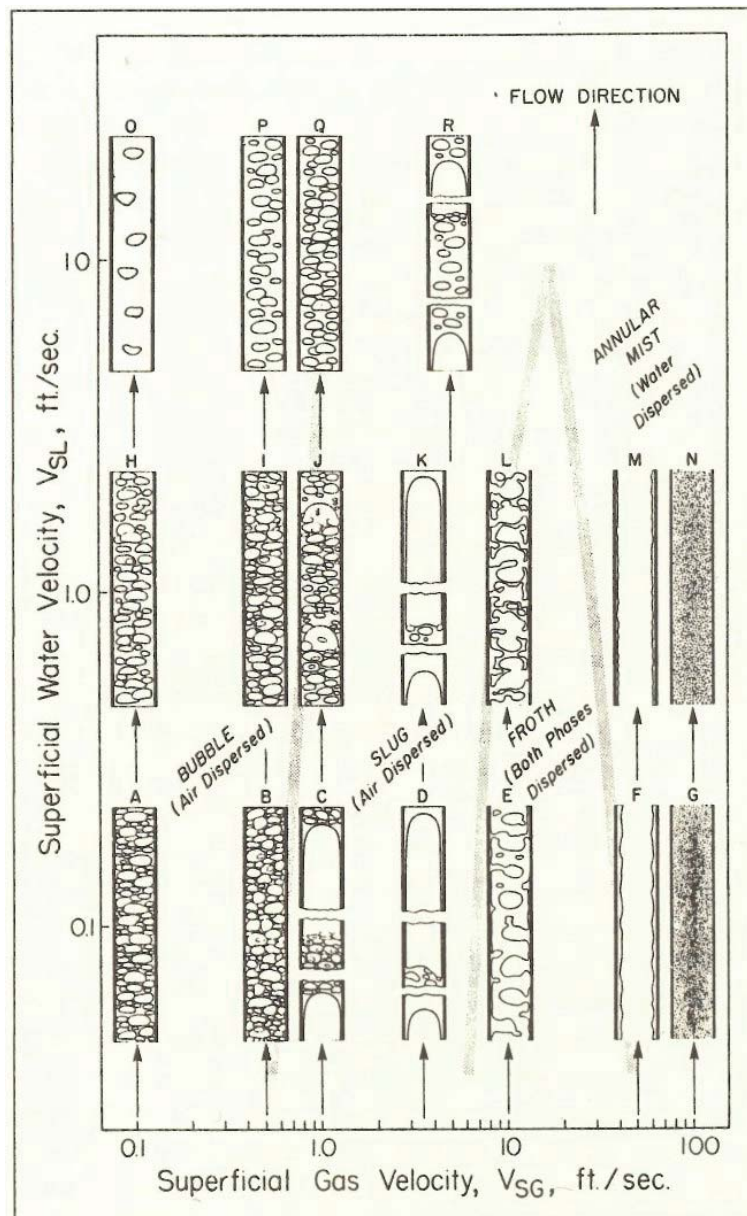 FLOW DIRECTION
O P Q R
10
ANNULAR
MIST
(Water
Dispersed)
H I J K L M N
1.0
Superficial Water Velocity, VSL, ft./sec.
BUBBLE
(Air Dispersed)
SLUG
(Air Dispersed)
FROTH
(Both Phases
Dispersed)
A B C D E F G
0.1
0.1 1.0 10 100
Superficial Gas Velocity, VSG, ft./sec.